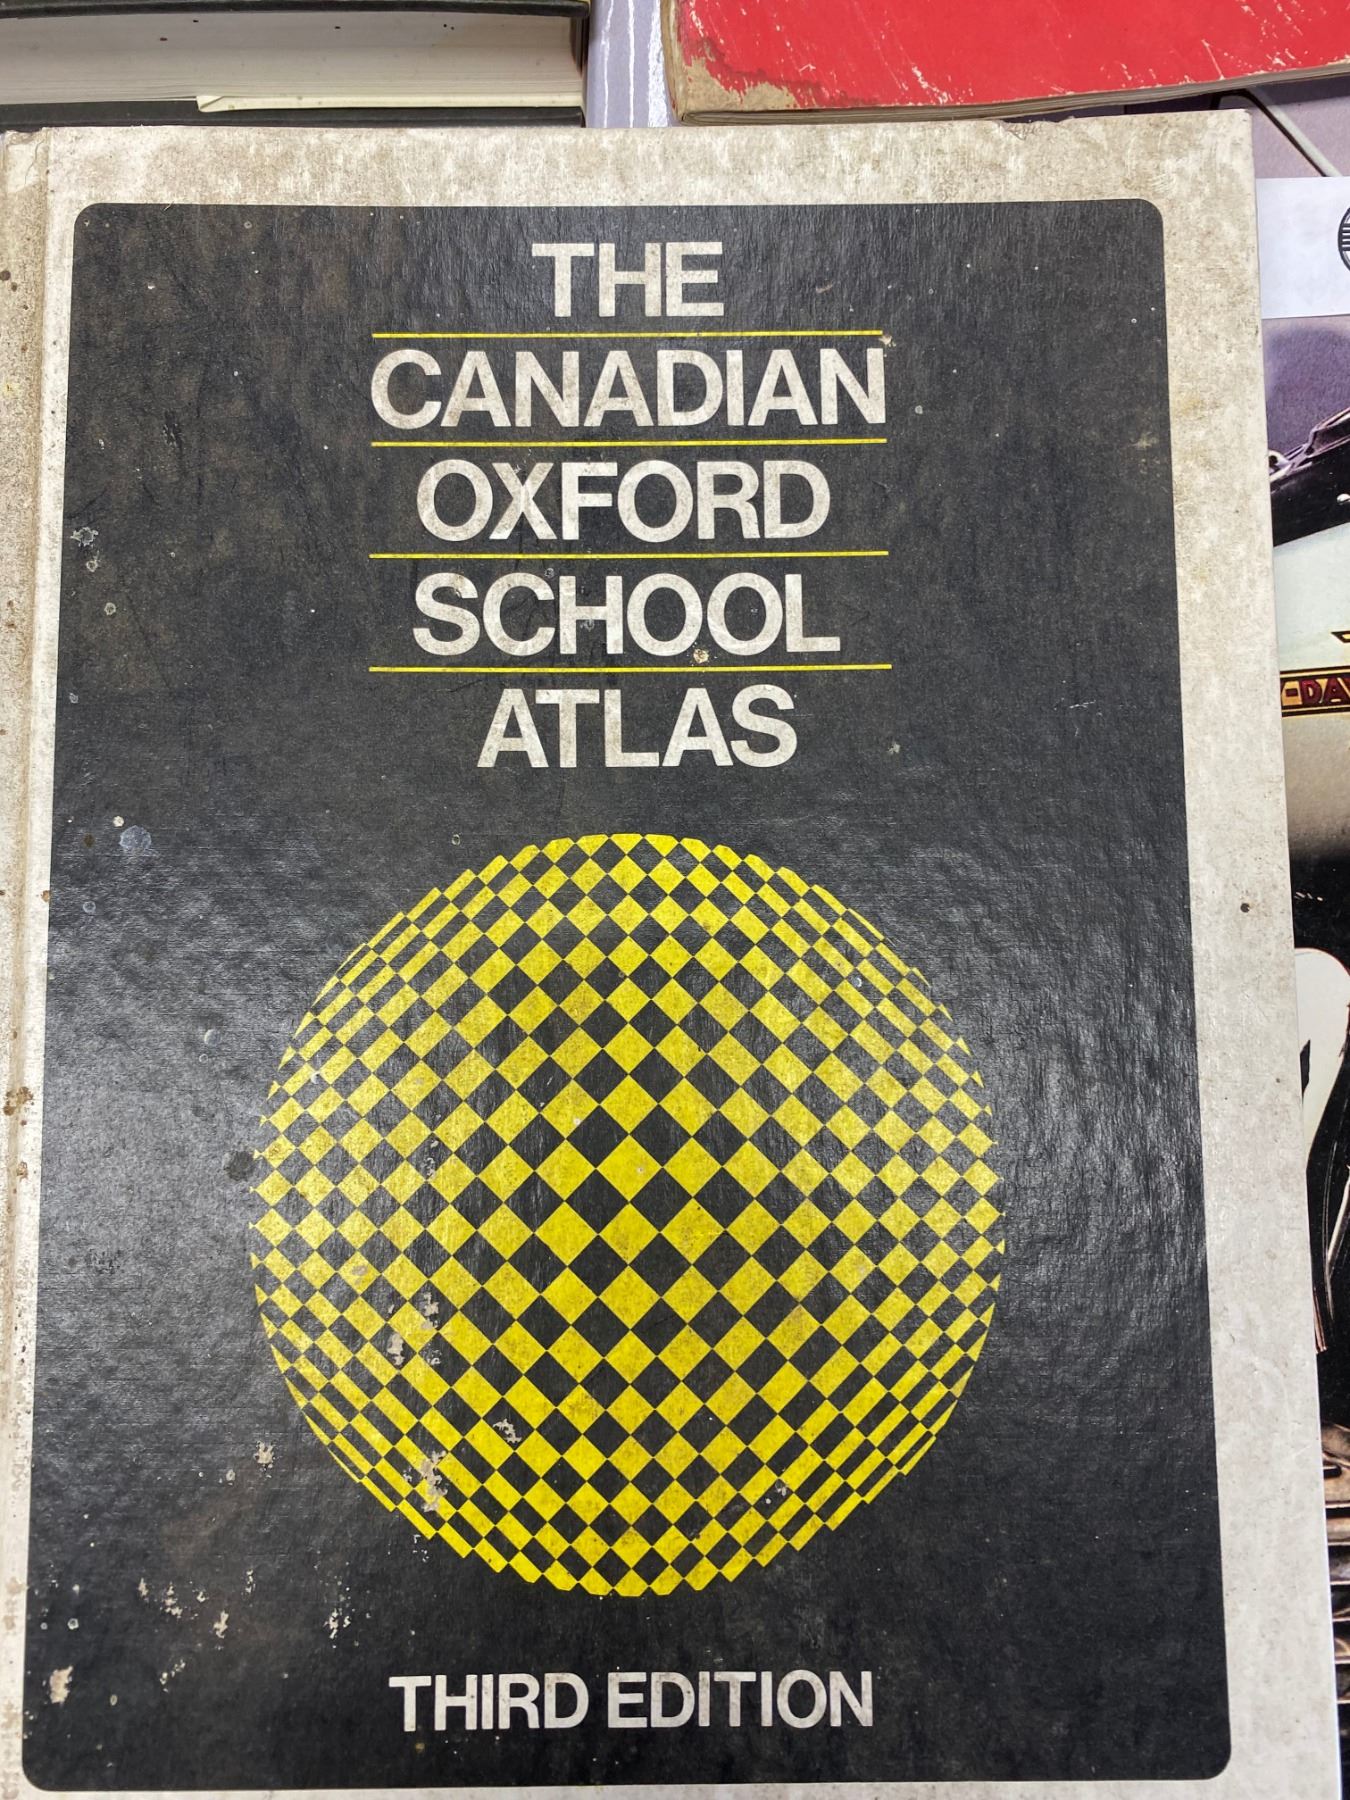 THE
CANADIAN
OXFORD
SCHOOL
ATLAS
THIRD EDITION